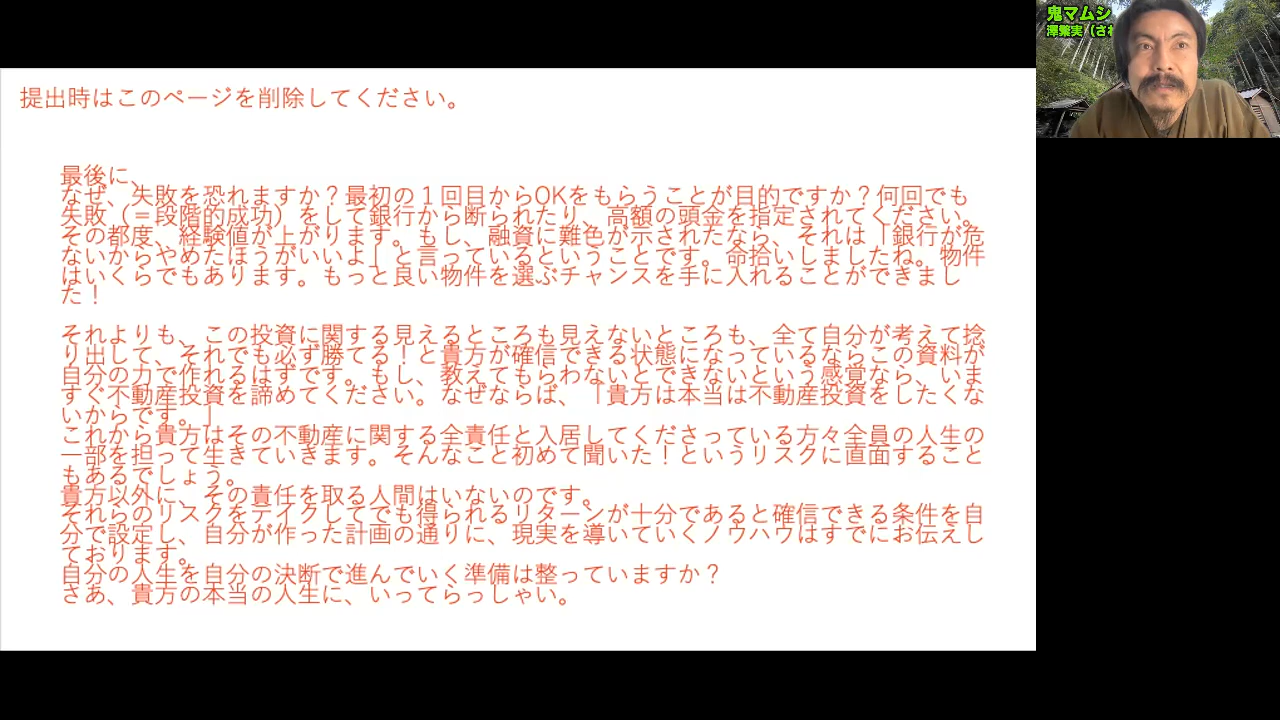 提出時はこのページを削除してください。
鬼マムシ
澤繁実（され
最後に、
なぜ、失敗を恐れますか？最初の１回目からOKをもらうことが目的ですか？何回でも
失敗（＝段階的成功）をして銀行から断られたり、高額の頭金を指定されてください。
その都度、経験値が上がります。もし、融資に難色が示されたなら、それは「銀行が危
ないからやめたほうがいいよ「と言っているということです。命拾いしましたね。物件
はいくらでもあります。もっと良い物件を選ぶチャンスを手に入れることができまし
た！
それよりも、この投資に関する見えるところも見えないところも、全て自分が考えて捻
り出して、それでも必ず勝てる！と貴方が確信できる状態になっているならこの資料が
自分の力で作れるはずです。もし、教えてもらわないとできないという感覚なら、いま
すぐ不動産投資を諦めてください。なぜならば、「貴方は本当は不動産投資をしたくな
いからです。」
これから貴方はその不動産に関する全責任と入居してくださっている方々全員の人生の
一部を担って生きていきます。そんなこと初めて聞いた！というリスクに直面すること
もあるでしょう。
貴方以外に、その責任を取る人間はいないのです。
それらのリスクをテイクしてでも得られるリターンが十分であると確信できる条件を自
分で設定し、自分が作った計画の通りに、現実を導いていくノウハウはすでにお伝えし
ております。
自分の人生を自分の決断で進んでいく準備は整っていますか？
さあ、貴方の本当の人生に、いってらっしゃい。